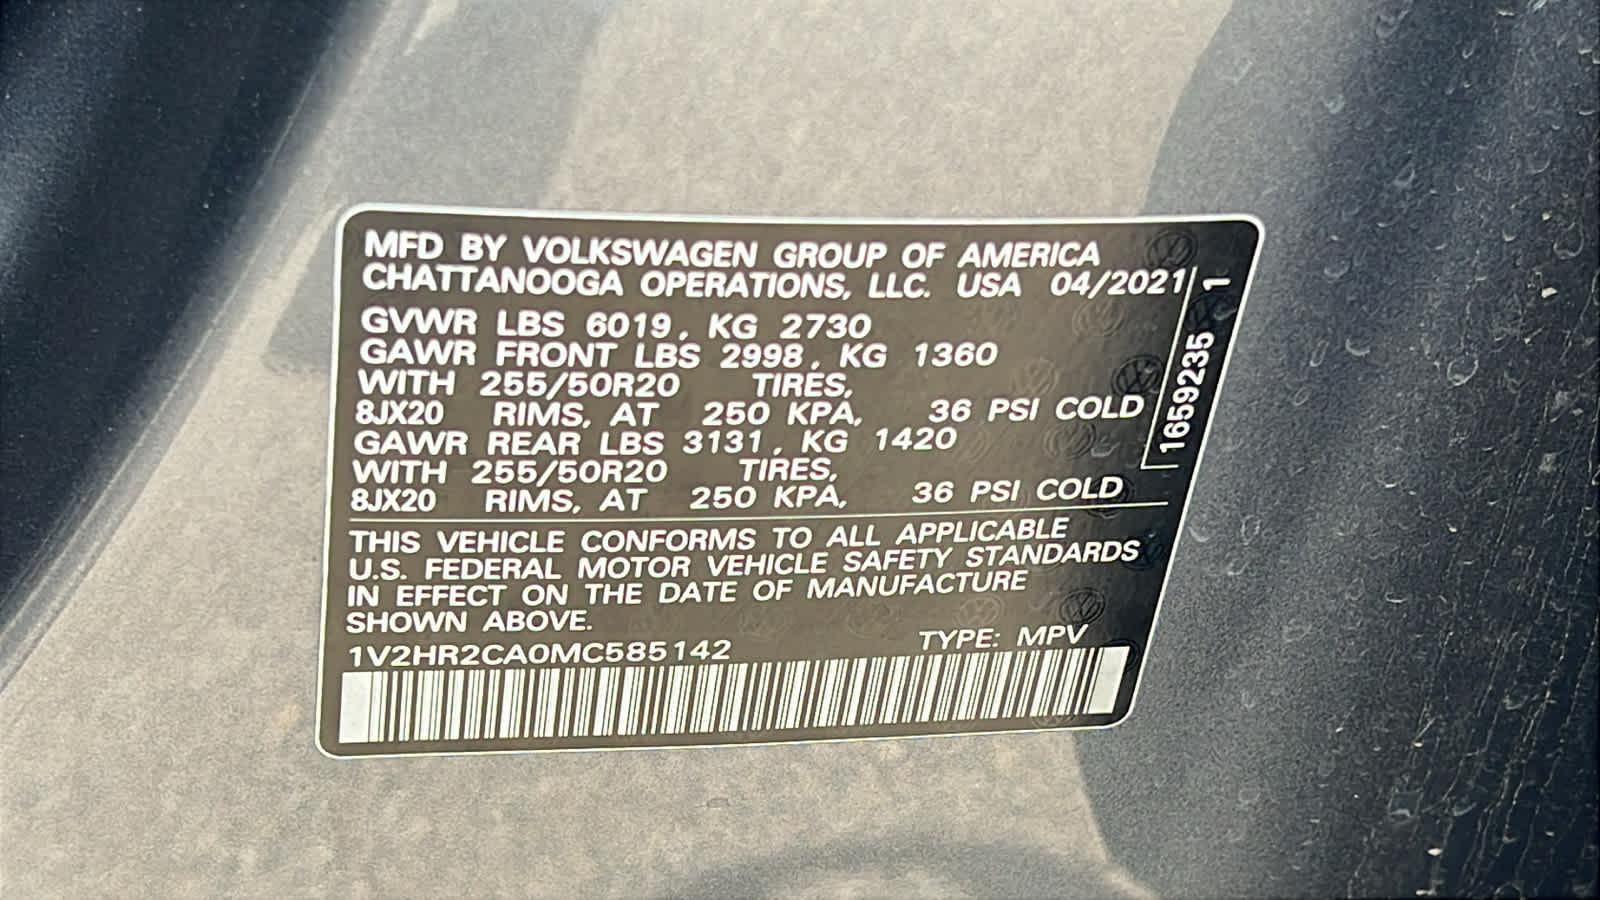 MFD BY VOLKSWAGEN GROUP OF AMERICA
CHATTANOOGA OPERATIONS, LLC. USA 04/2021
GVWR LBS 6019, KG 2730
GAWR FRONT LBS 2998, KG 1360
WITH 255/50R20 TIRES,
8JX20 RIMS, AT 250 KPA, 36 PSI COLD
GAWR REAR LBS 3131, KG 1420
WITH 255/50R20 TIRES,
8JX20 RIMS, AT 250 KPA, 36 PSI COLD
THIS VEHICLE CONFORMS TO ALL APPLICABLE
U.S. FEDERAL MOTOR VEHICLE SAFETY STANDARDS
IN EFFECT ON THE DATE OF MANUFACTURE
SHOWN ABOVE.
1V2HR2CA0MC585142 TYPE: MPV
1659235 1